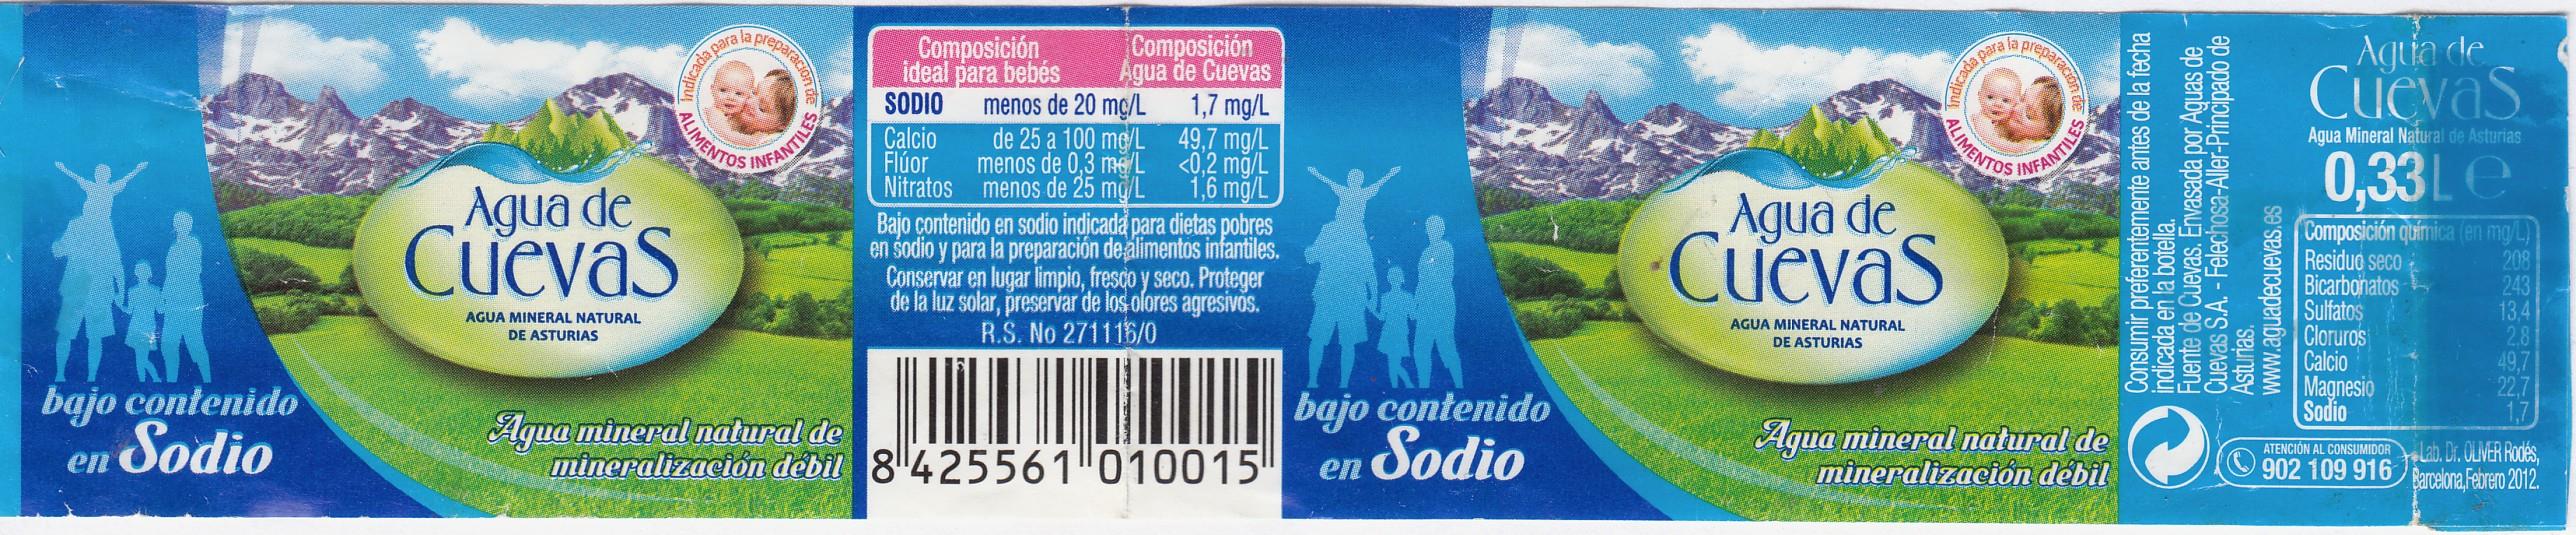 Indicada para la preparación de
ALIMENTOS INFANTILES
Agua de
Cuevas
AGUA MINERAL NATURAL
DE ASTURIAS
bajo contenido
en Sodio
Agua mineral natural de
mineralización débil
Composición ideal para bebés Composición Agua de Cuevas
SODIO menos de 20 mg/L 1,7 mg/L
Calcio de 25 a 100 mg/L 49,7 mg/L
Flúor menos de 0,3 mg/L <0,2 mg/L
Nitratos menos de 25 mg/L 1,6 mg/L
Bajo contenido en sodio indicada para dietas pobres
en sodio y para la preparación de alimentos infantiles.
Conservar en lugar limpio, fresco y seco. Proteger
de la luz solar, preservar de los olores agresivos.
R.S. No 271116/0
8 425561 010015
Indicada para la preparación de
ALIMENTOS INFANTILES
Agua de
Cuevas
AGUA MINERAL NATURAL
DE ASTURIAS
bajo contenido
en Sodio
Agua mineral natural de
mineralización débil
Consumir preferentemente antes de la fecha
indicada en la botella.
Fuente de Cuevas. Envasada por Aguas de
Cuevas S.A. - Felechosa-Aller-Principado de
Asturias.
www.aguadecuevas.es
ATENCIÓN AL CONSUMIDOR
902 109 916
Agua de
Cuevas
Agua Mineral Natural de Asturias
0,33 L e
Composición química (en mg/L)
Residuo seco 208
Bicarbonatos 243
Sulfatos 13,4
Cloruros 2,8
Calcio 49,7
Magnesio 22,7
Sodio 1,7
Lab. Dr. OLIVER Rodés,
Barcelona,Febrero 2012.